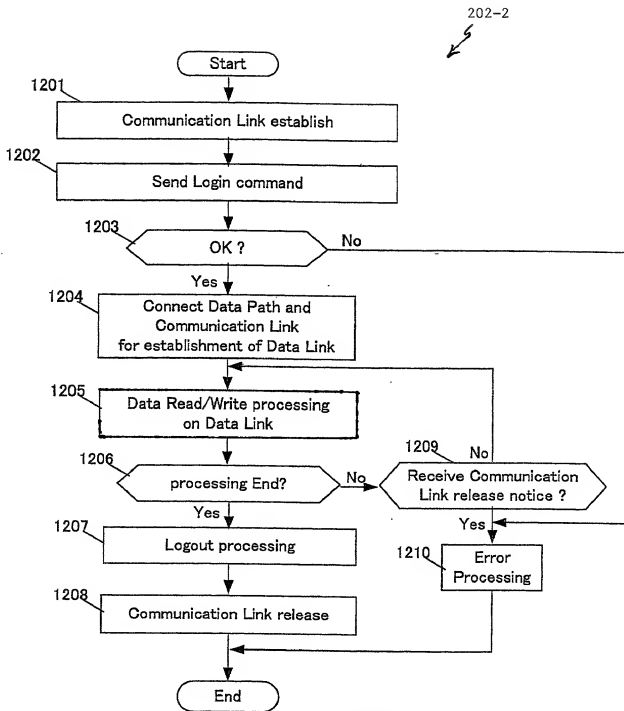 202-2
Start
1201
Communication Link establish
1202
Send Login command
1203
OK ?
No
Yes
1204
Connect Data Path and
Communication Link
for establishment of Data Link
1205
Data Read/Write processing
on Data Link
1206
processing End?
No
Yes
1209
No
Receive Communication
Link release notice ?
Yes
1207
Logout processing
1210
Error
Processing
1208
Communication Link release
End